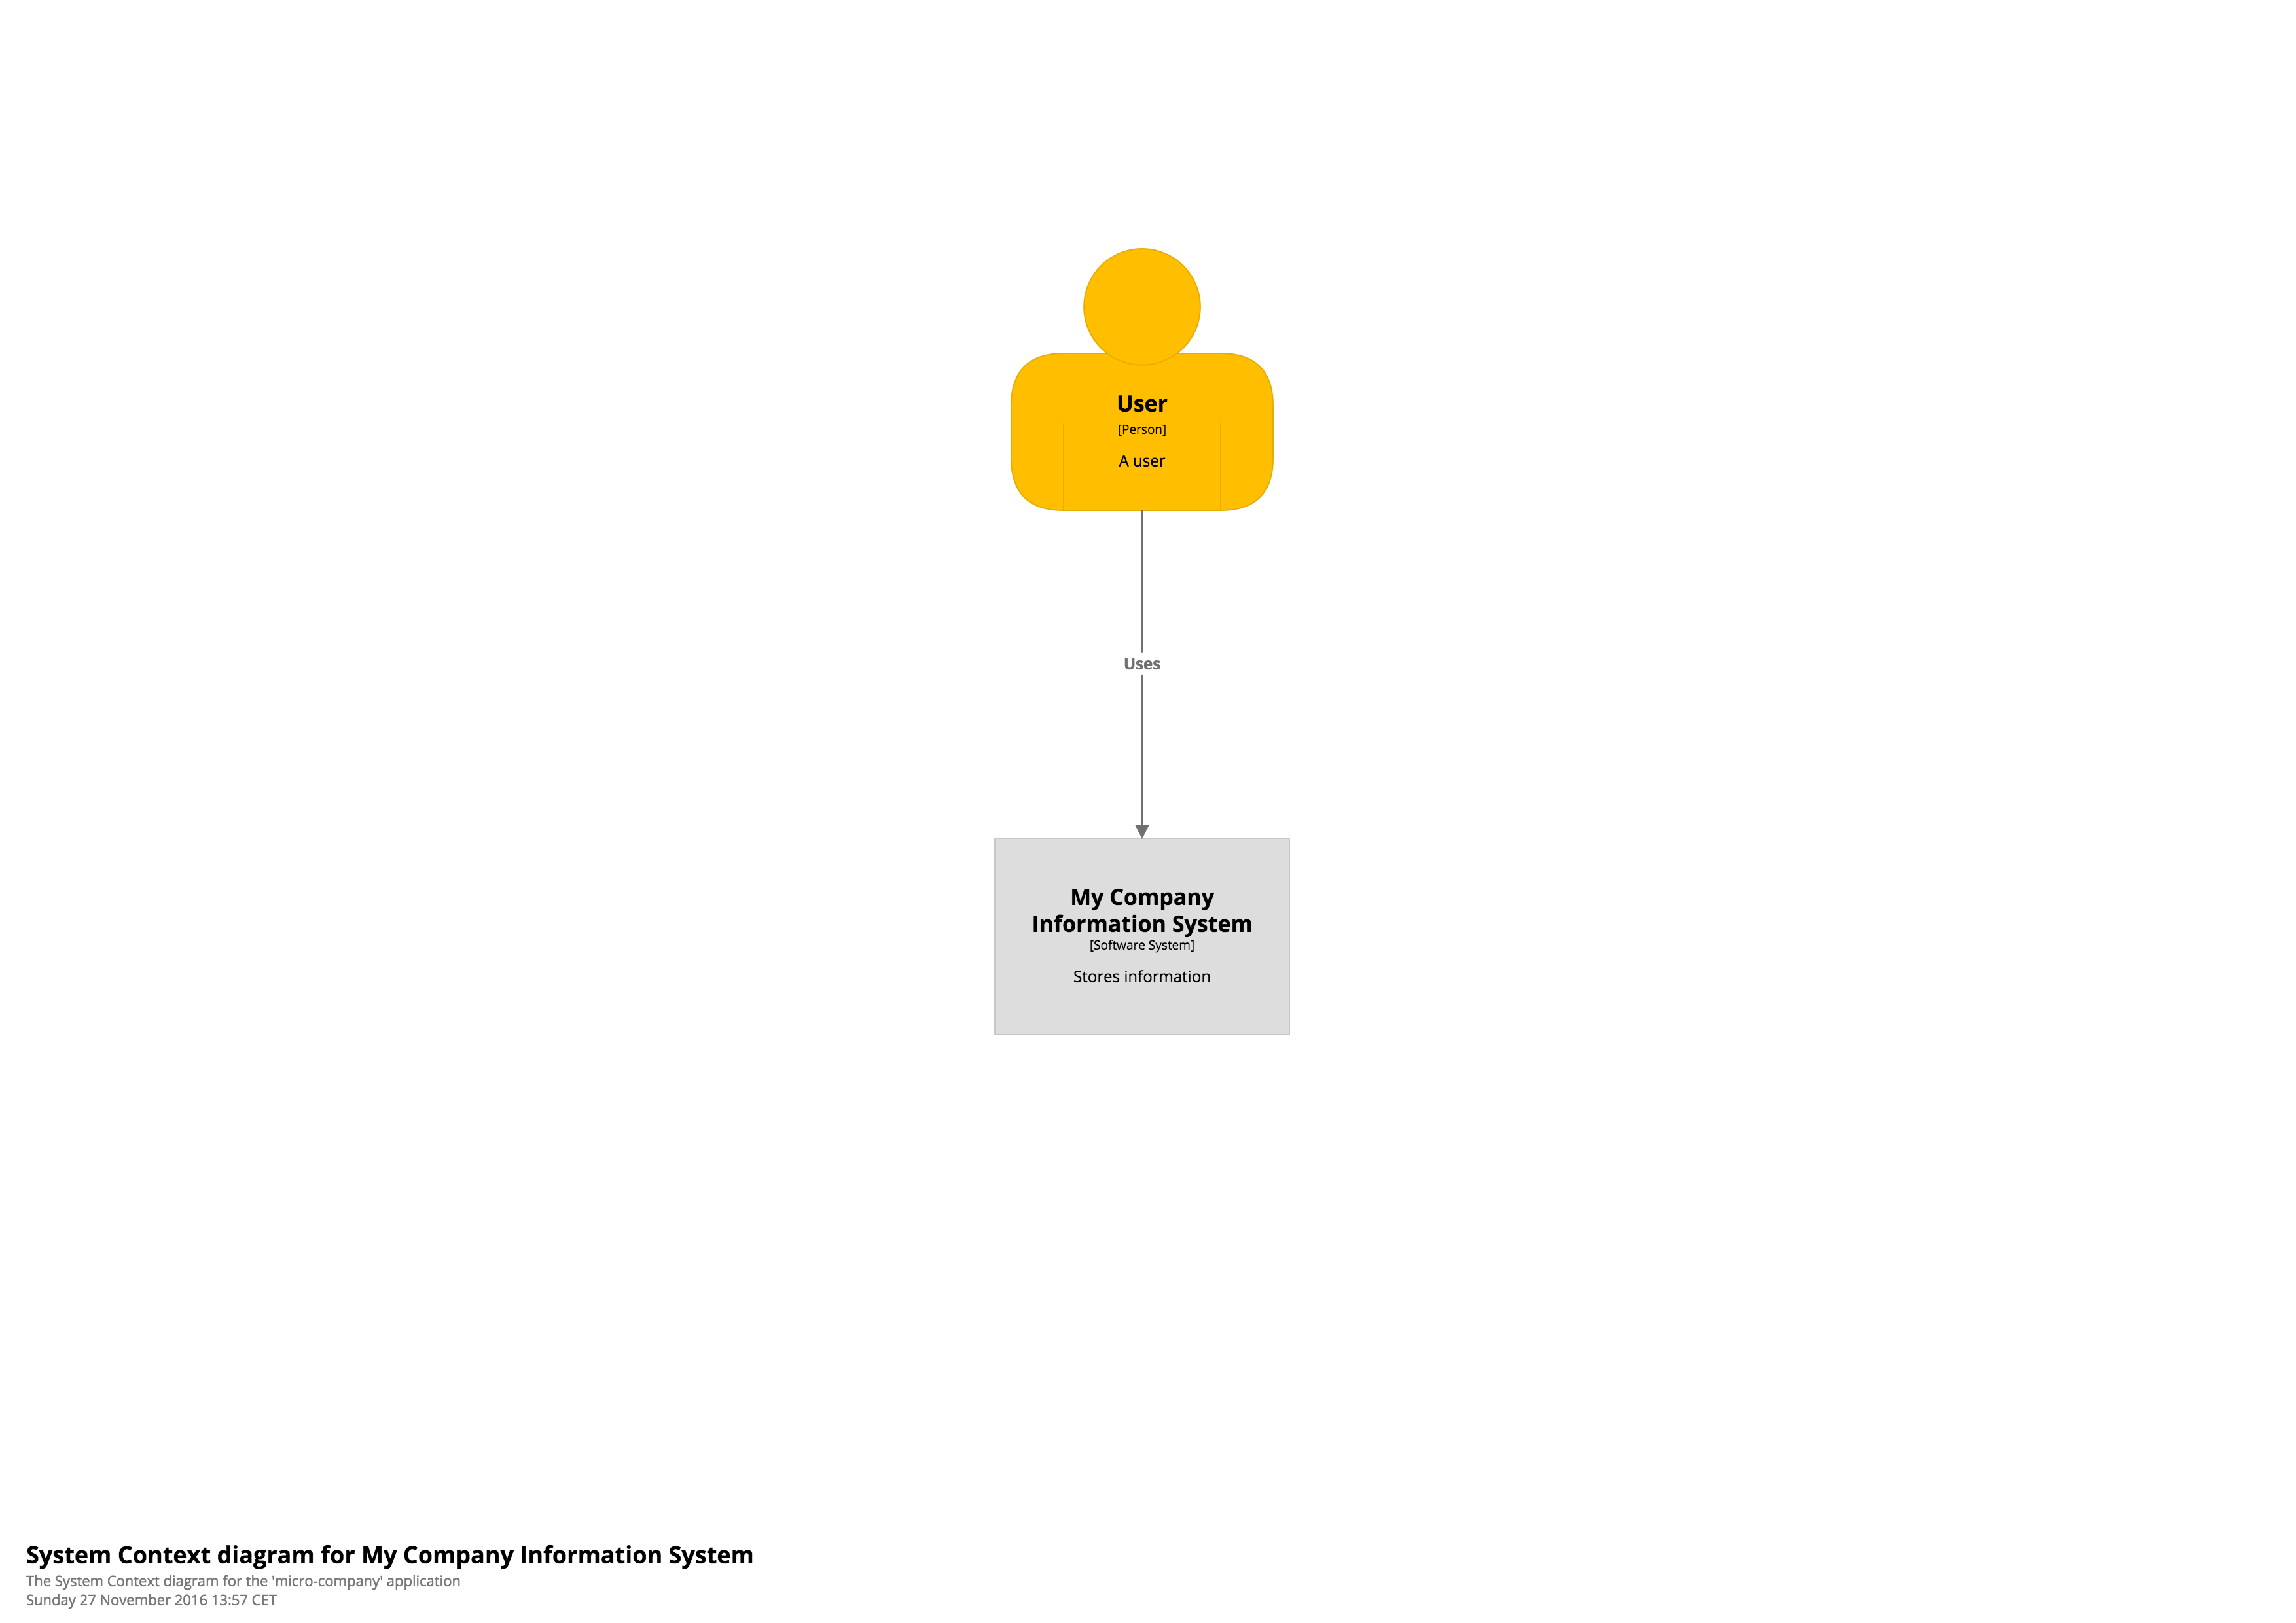 User
[Person]
A user
Uses
My Company
Information System
[Software System]
Stores information
System Context diagram for My Company Information System
The System Context diagram for the 'micro-company' application
Sunday 27 November 2016 13:57 CET